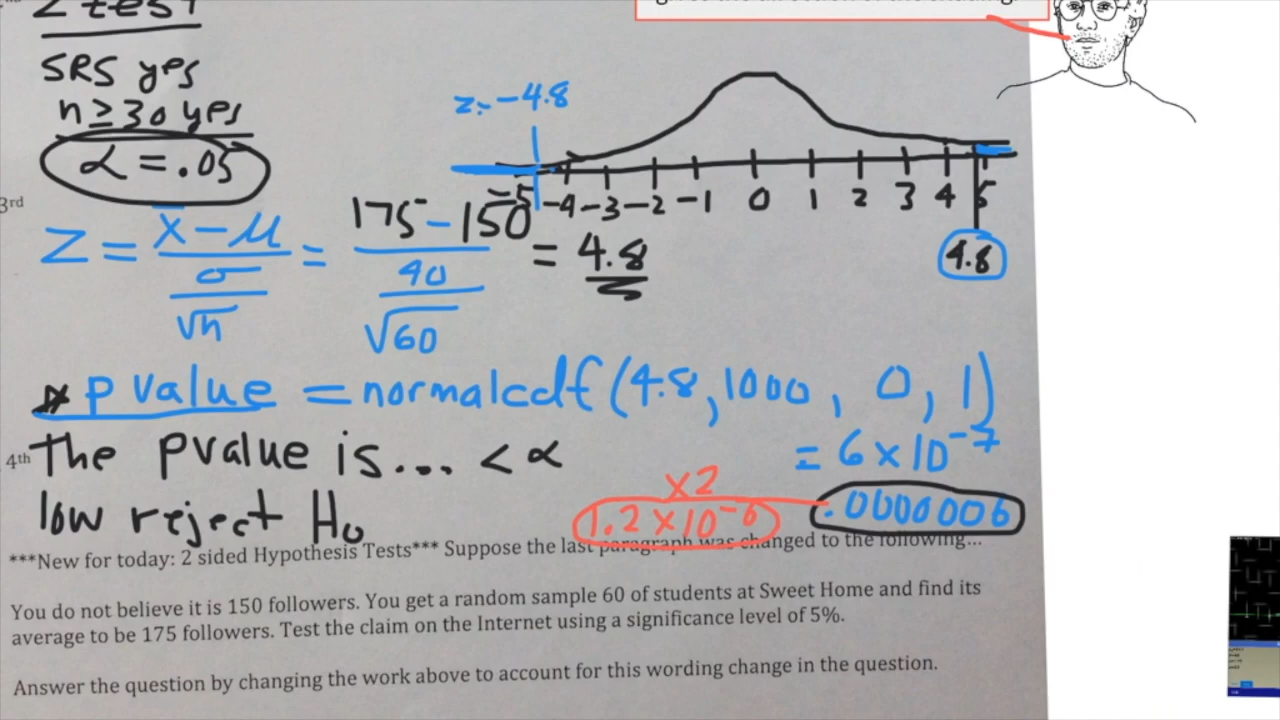 z test
SRS yes
n ≥ 30 yes
α = .05
z = -4.8
-5 -4 -3 -2 -1 0 1 2 3 4 5
4.8
3rd
Z = x̄ - μ / σ / √n = 175 - 150 / 40 / √60 = 4.8
p value = normalcdf(4.8, 1000, 0, 1)
= 6 x 10⁻⁷
4th
The pvalue is... < α
x2
low reject H₀
1.2 x 10⁻⁶
.0000006
***New for today: 2 sided Hypothesis Tests*** Suppose the last paragraph was changed to the following...
You do not believe it is 150 followers. You get a random sample 60 of students at Sweet Home and find its
average to be 175 followers. Test the claim on the Internet using a significance level of 5%.
Answer the question by changing the work above to account for this wording change in the question.